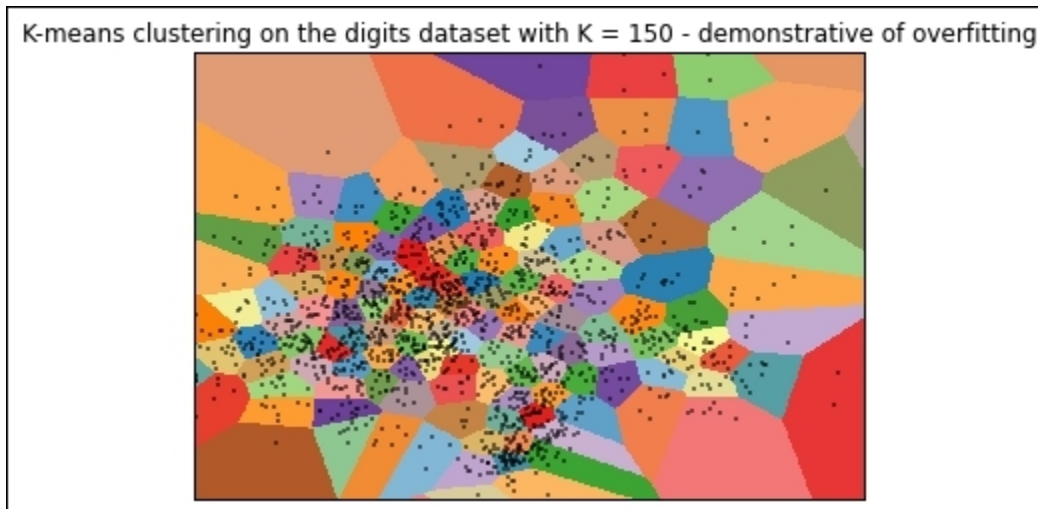 K-means clustering on the digits dataset with K = 150 - demonstrative of overfitting